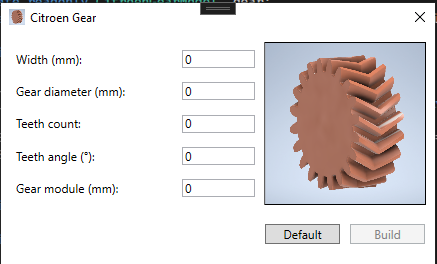 Citroen Gear
Width (mm): 0
Gear diameter (mm): 0
Teeth count: 0
Teeth angle (°): 0
Gear module (mm): 0
Default Build